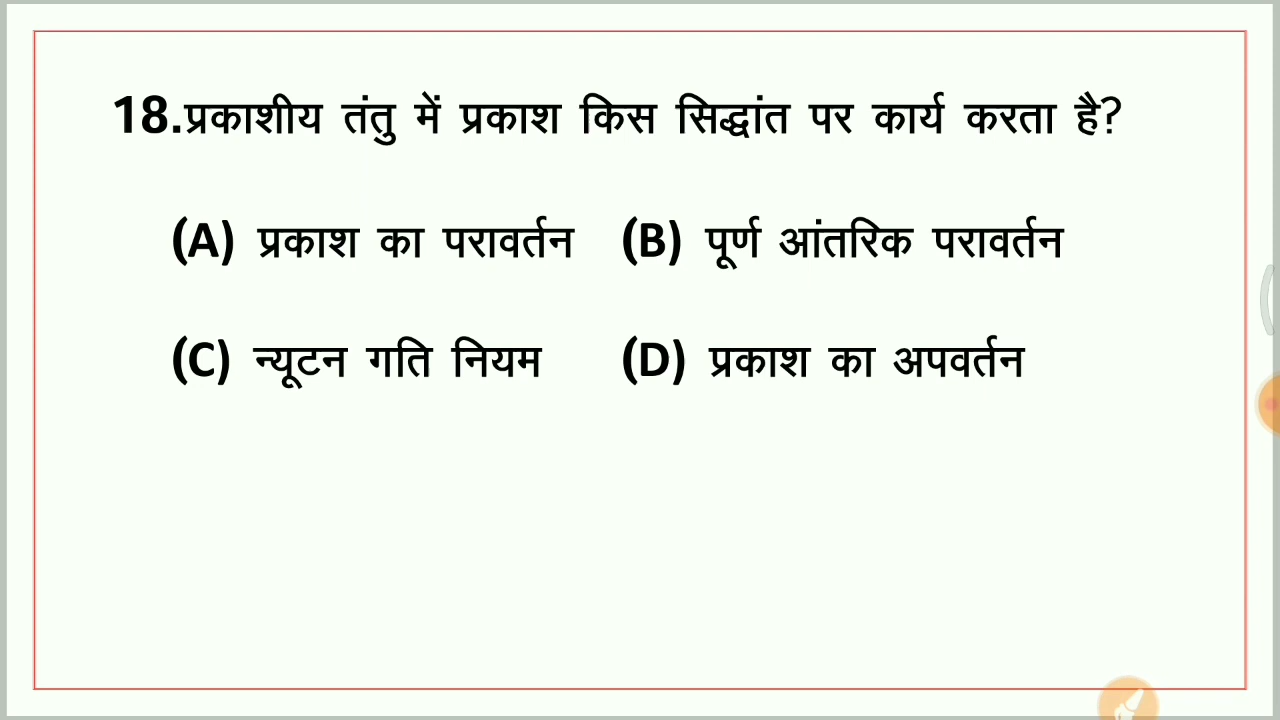 18.प्रकाशीय तंतु में प्रकाश किस सिद्धांत पर कार्य करता है?
(A) प्रकाश का परावर्तन (B) पूर्ण आंतरिक परावर्तन
(C) न्यूटन गति नियम (D) प्रकाश का अपवर्तन